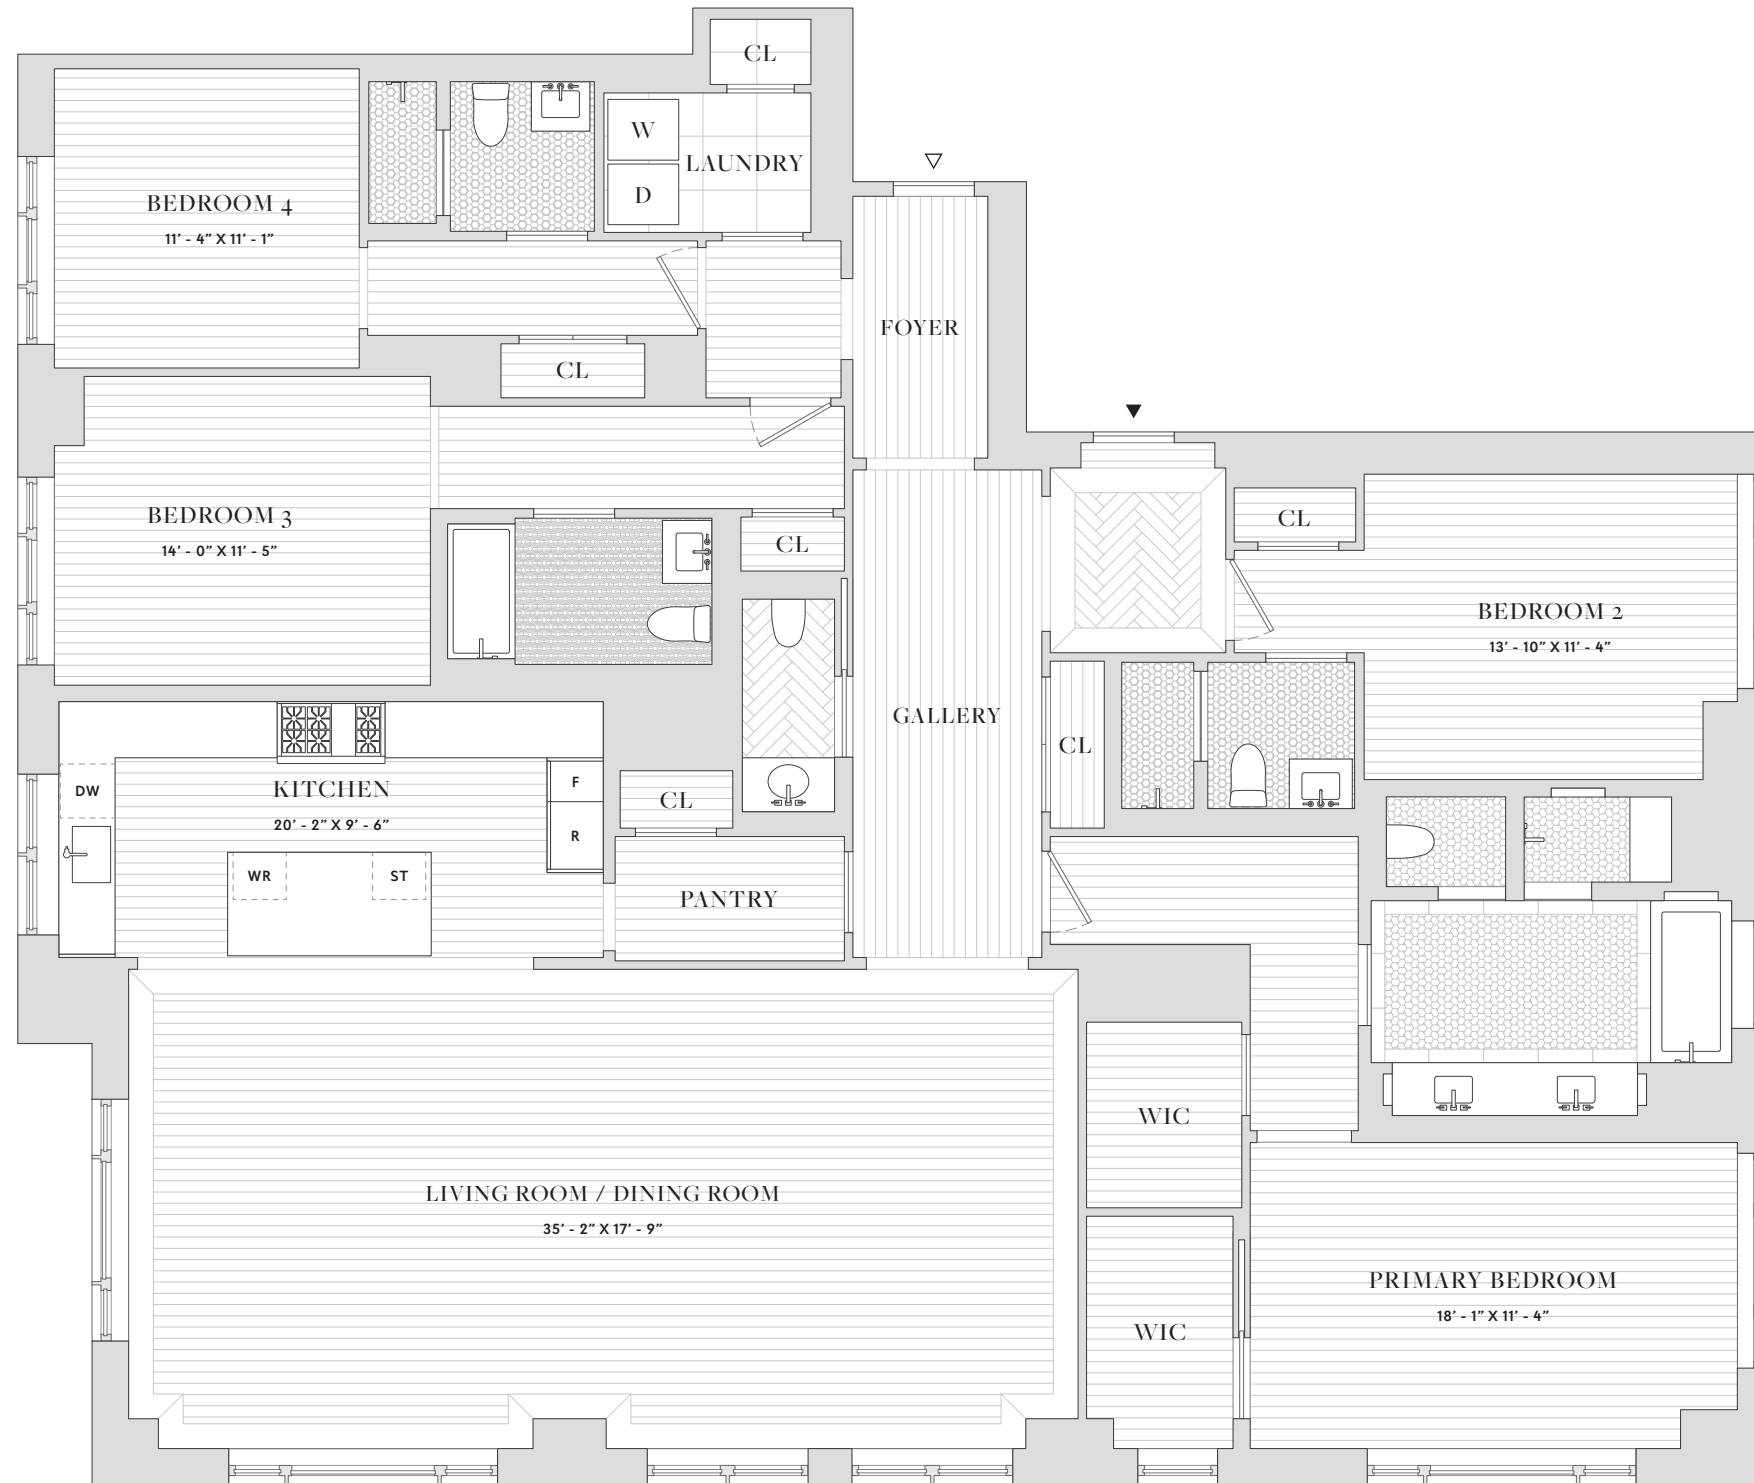 CL
W
LAUNDRY
D
BEDROOM 4
11’ - 4” X 11’ - 1”
FOYER
CL
BEDROOM 3
14’ - 0” X 11’ - 5”
CL
CL
BEDROOM 2
13’ - 10” X 11’ - 4”
GALLERY
CL
KITCHEN
20’ - 2” X 9’ - 6”
DW
F
R
CL
WR
ST
PANTRY
WIC
LIVING ROOM / DINING ROOM
35’ - 2” X 17’ - 9”
PRIMARY BEDROOM
18’ - 1” X 11’ - 4”
WIC